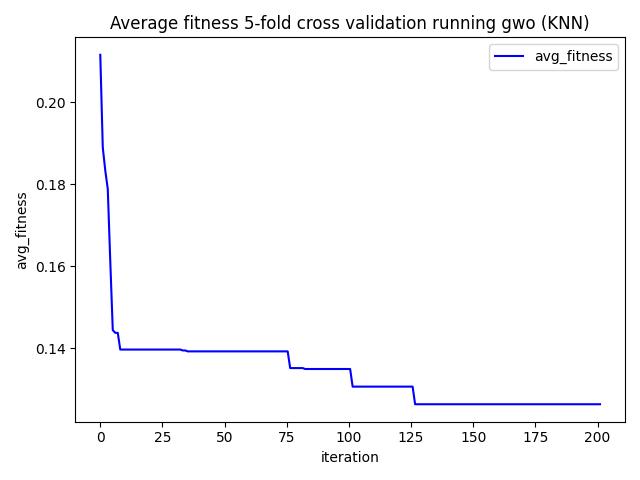 Average fitness 5-fold cross validation running gwo (KNN)
avg_fitness
avg_fitness
0.20
0.18
0.16
0.14
0 25 50 75 100 125 150 175 200
iteration